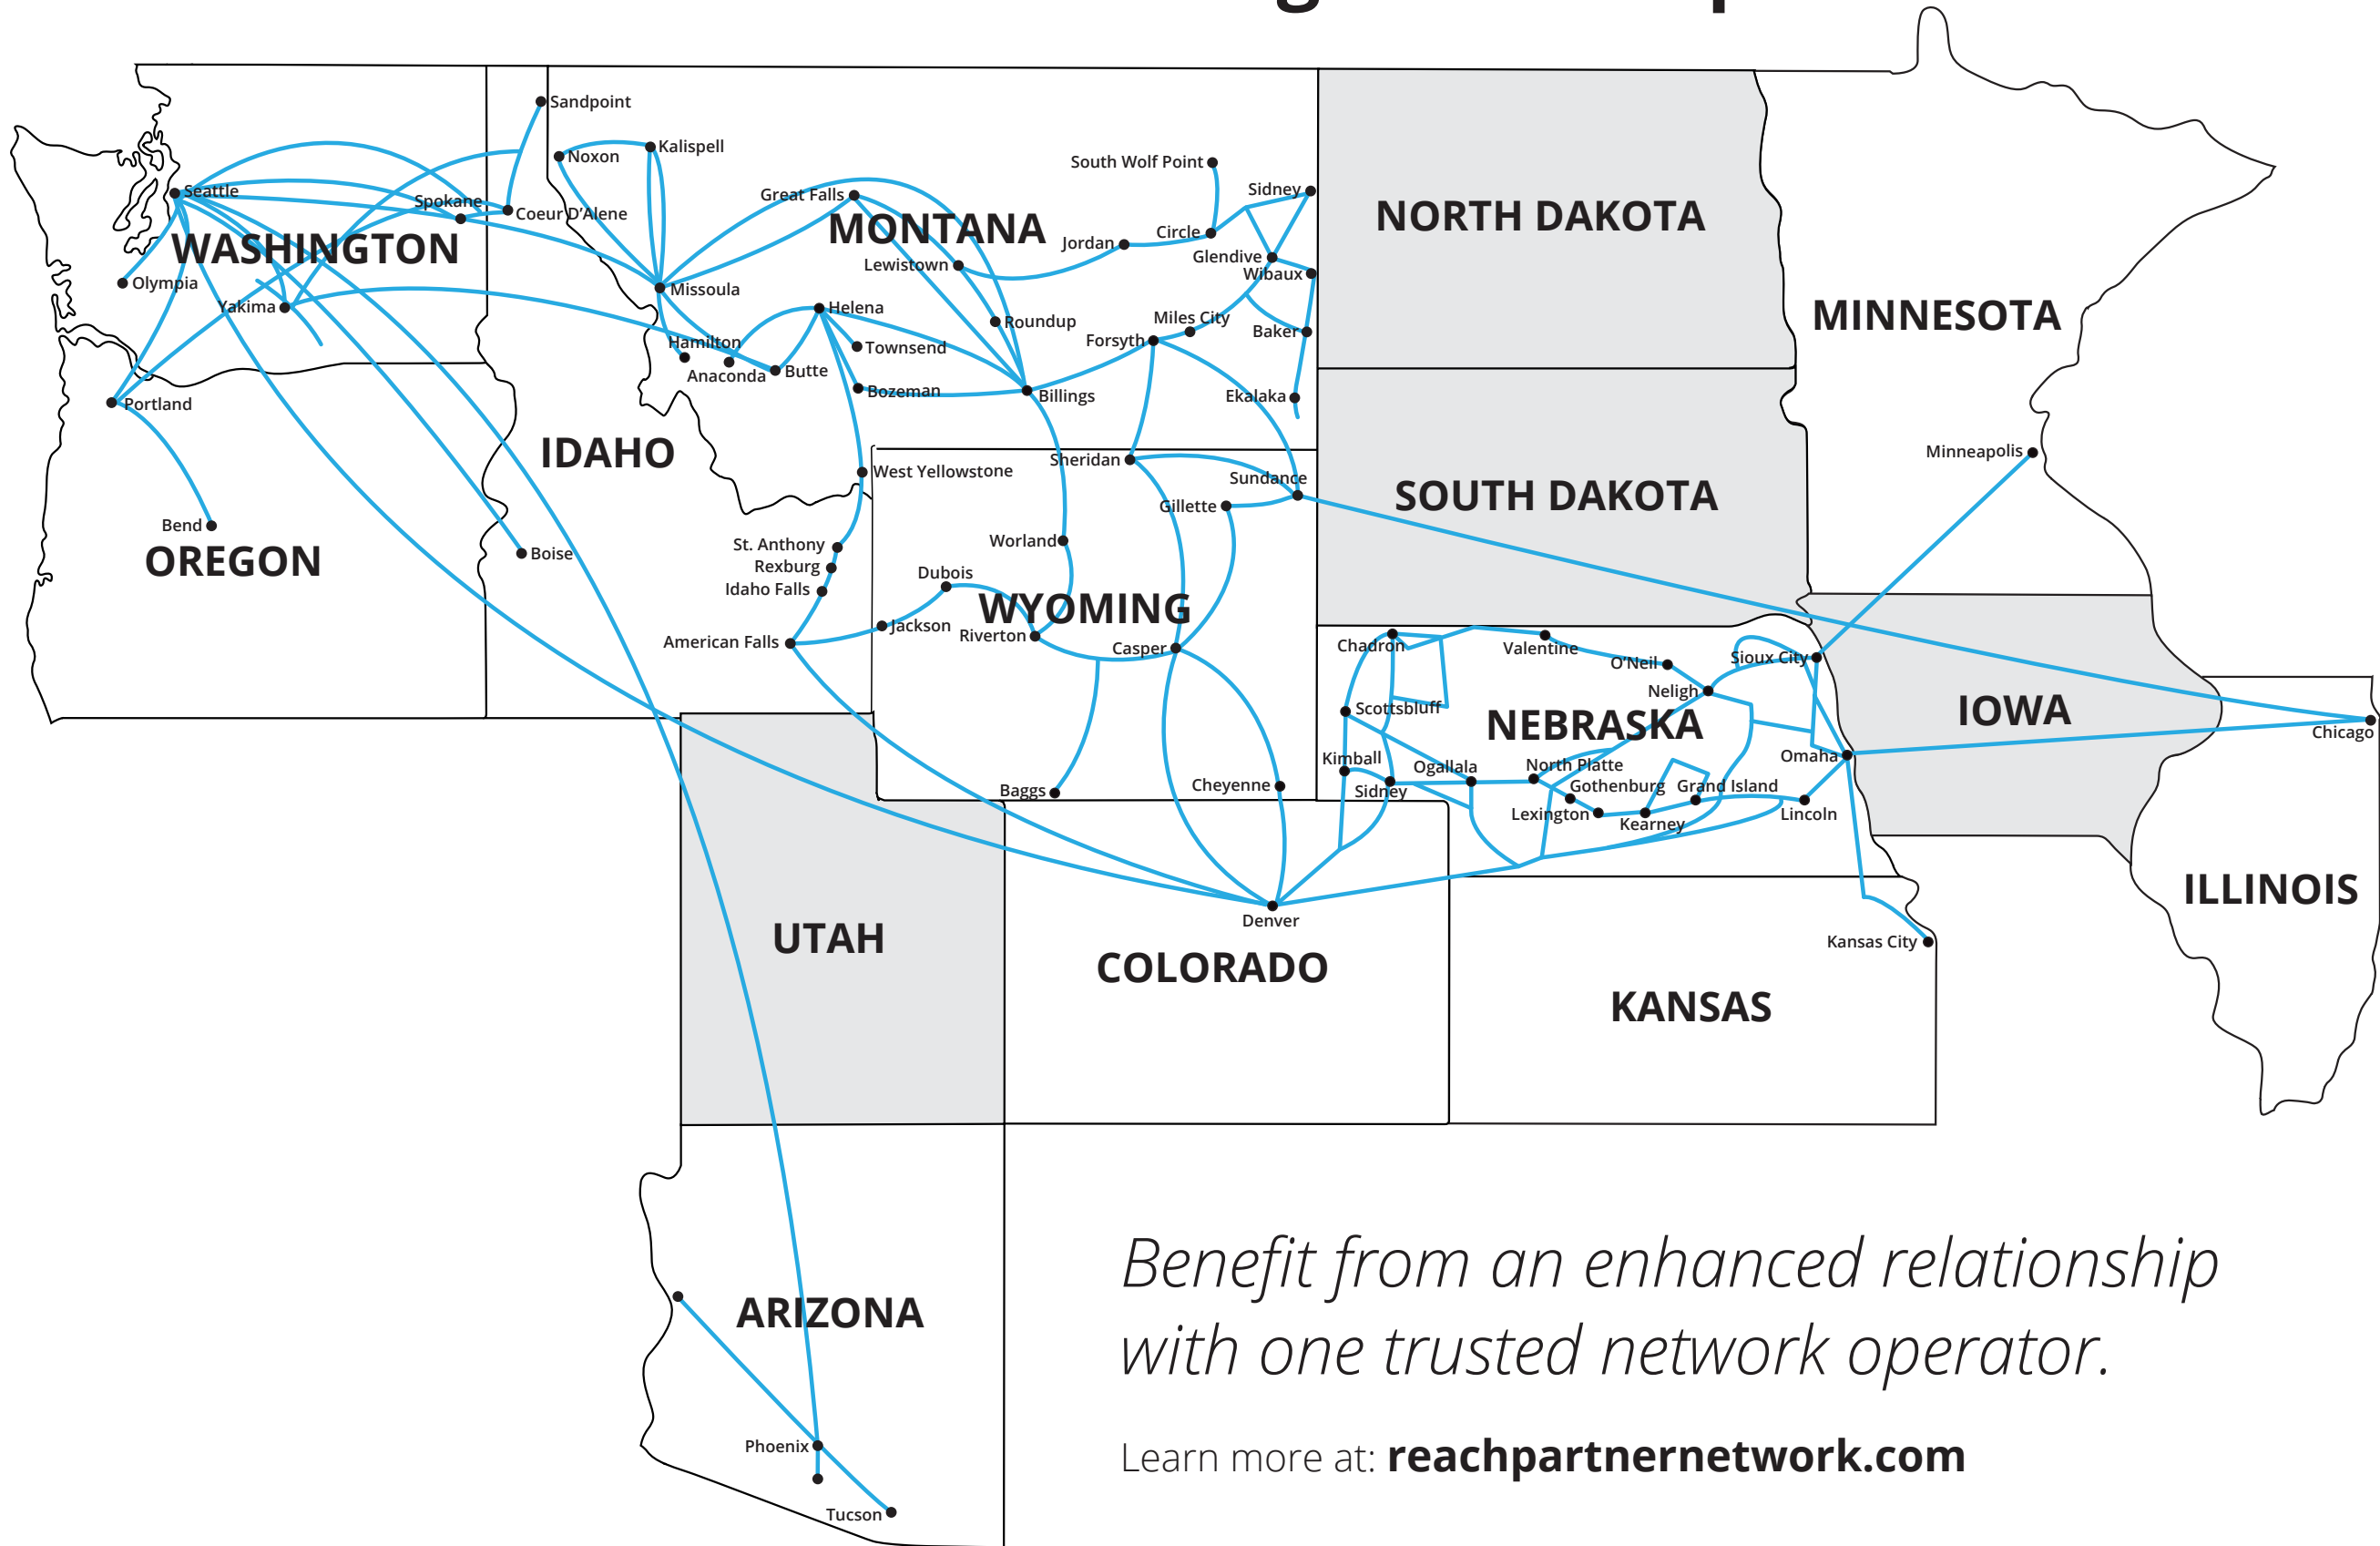 Sandpoint
Noxon
Kalispell
South Wolf Point
Seattle
Spokane
Coeur D’Alene
Great Falls
Sidney
WASHINGTON
MONTANA
NORTH DAKOTA
Circle
Jordan
Glendive
Lewistown
Wibaux
Olympia
Missoula
Yakima
Helena
MINNESOTA
Roundup
Miles City
Hamilton
Townsend
Forsyth
Baker
Anaconda
Butte
Bozeman
Billings
Ekalaka
Portland
IDAHO
Minneapolis
Sheridan
West Yellowstone
Sundance
SOUTH DAKOTA
Gillette
Bend
OREGON
Boise
St. Anthony
Worland
Rexburg
Dubois
Idaho Falls
WYOMING
Jackson
Riverton
American Falls
Casper
Chadron
Valentine
O’Neil
Sioux City
Neligh
Scottsbluff
NEBRASKA
IOWA
Chicago
Kimball
Ogallala
North Platte
Omaha
Baggs
Cheyenne
Sidney
Gothenburg
Grand Island
Lexington
Kearney
Lincoln
ILLINOIS
Denver
UTAH
COLORADO
Kansas City
KANSAS
Benefit from an enhanced relationship
with one trusted network operator.
ARIZONA
Phoenix
Learn more at: reachpartnernetwork.com
Tucson